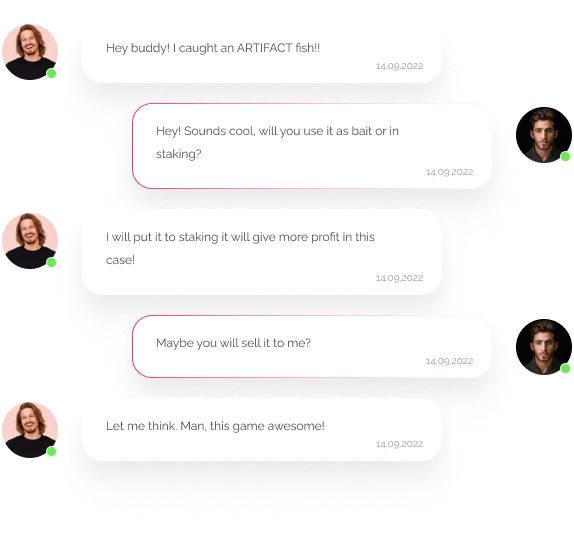 Hey buddy! I caught an ARTIFACT fish!!
14.09.2022
Hey! Sounds cool, will you use it as bait or in
staking?
14.09.2022
I will put it to staking it will give more profit in this
case!
14.09.2022
Maybe you will sell it to me?
14.09.2022
Let me think. Man, this game awesome!
14.09.2022